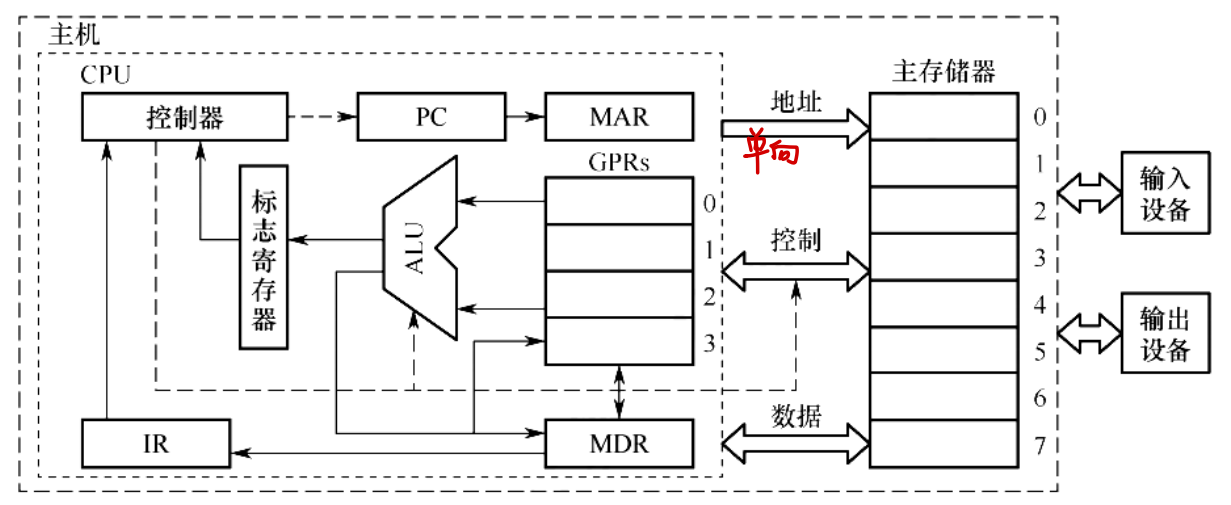 主机
CPU
控制器
PC
MAR
地址
单向
主存储器
0
1
2
3
4
5
6
7
输入
设备
输出
设备
标志寄存器
ALU
GPRs
0
1
2
3
控制
IR
MDR
数据